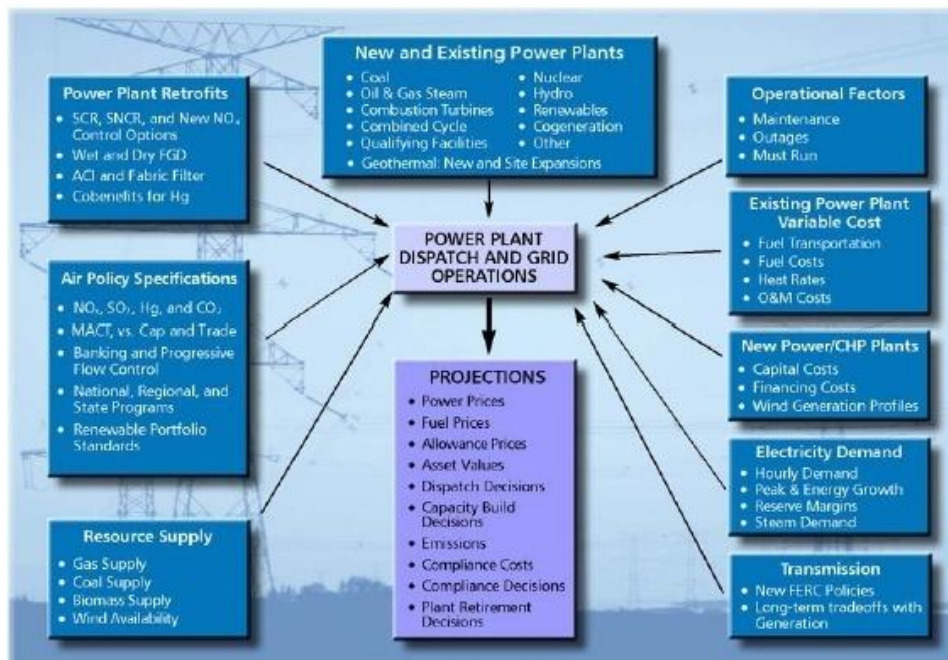 New and Existing Power Plants
• Coal
• Oil & Gas Steam
• Combustion Turbines
• Combined Cycle
• Qualifying Facilities
• Nuclear
• Hydro
• Renewables
• Cogeneration
• Other
• Geothermal: New and Site Expansions
Power Plant Retrofits
• SCR, SNCR, and New NOₓ
Control Options
• Wet and Dry FGD
• ACI and Fabric Filter
• Cobenefits for Hg
Air Policy Specifications
• NOₓ, SO₂, Hg, and CO₂
• MACT, vs. Cap and Trade
• Banking and Progressive
Flow Control
• National, Regional, and
State Programs
• Renewable Portfolio
Standards
Resource Supply
• Gas Supply
• Coal Supply
• Biomass Supply
• Wind Availability
POWER PLANT
DISPATCH AND GRID
OPERATIONS
PROJECTIONS
• Power Prices
• Fuel Prices
• Allowance Prices
• Asset Values
• Dispatch Decisions
• Capacity Build
Decisions
• Emissions
• Compliance Costs
• Compliance Decisions
• Plant Retirement
Decisions
Operational Factors
• Maintenance
• Outages
• Must Run
Existing Power Plant
Variable Cost
• Fuel Transportation
• Fuel Costs
• Heat Rates
• O&M Costs
New Power/CHP Plants
• Capital Costs
• Financing Costs
• Wind Generation Profiles
Electricity Demand
• Hourly Demand
• Peak & Energy Growth
• Reserve Margins
• Steam Demand
Transmission
• New FERC Policies
• Long-term tradeoffs with
Generation